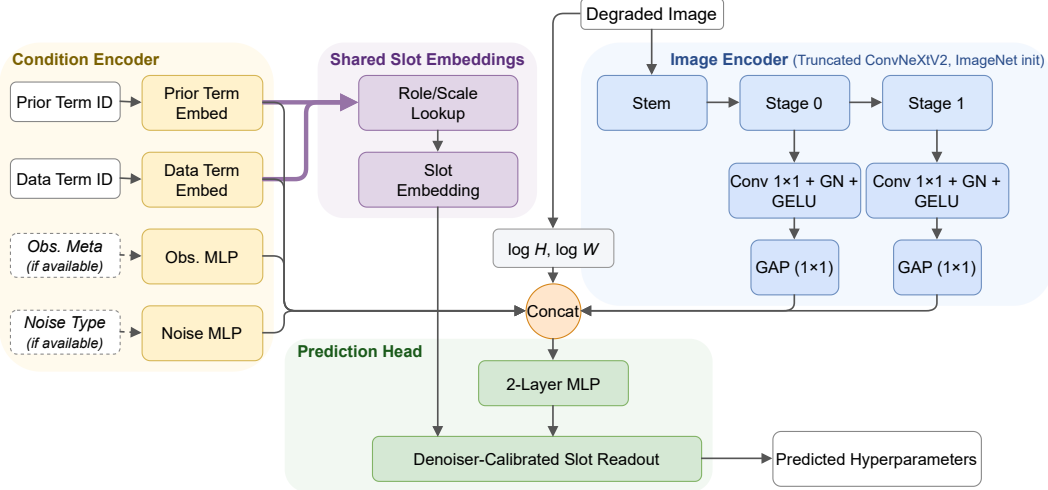 Degraded Image
Condition Encoder
Prior Term ID
Prior Term
Embed
Data Term ID
Data Term
Embed
Obs. Meta
(if available)
Obs. MLP
Noise Type
(if available)
Noise MLP
Shared Slot Embeddings
Role/Scale
Lookup
Slot
Embedding
Image Encoder (Truncated ConvNeXtV2, ImageNet init)
Stem
Stage 0
Stage 1
Conv 1×1 + GN +
GELU
Conv 1×1 + GN +
GELU
GAP (1×1)
GAP (1×1)
log H, log W
Concat
Prediction Head
2-Layer MLP
Denoiser-Calibrated Slot Readout
Predicted Hyperparameters